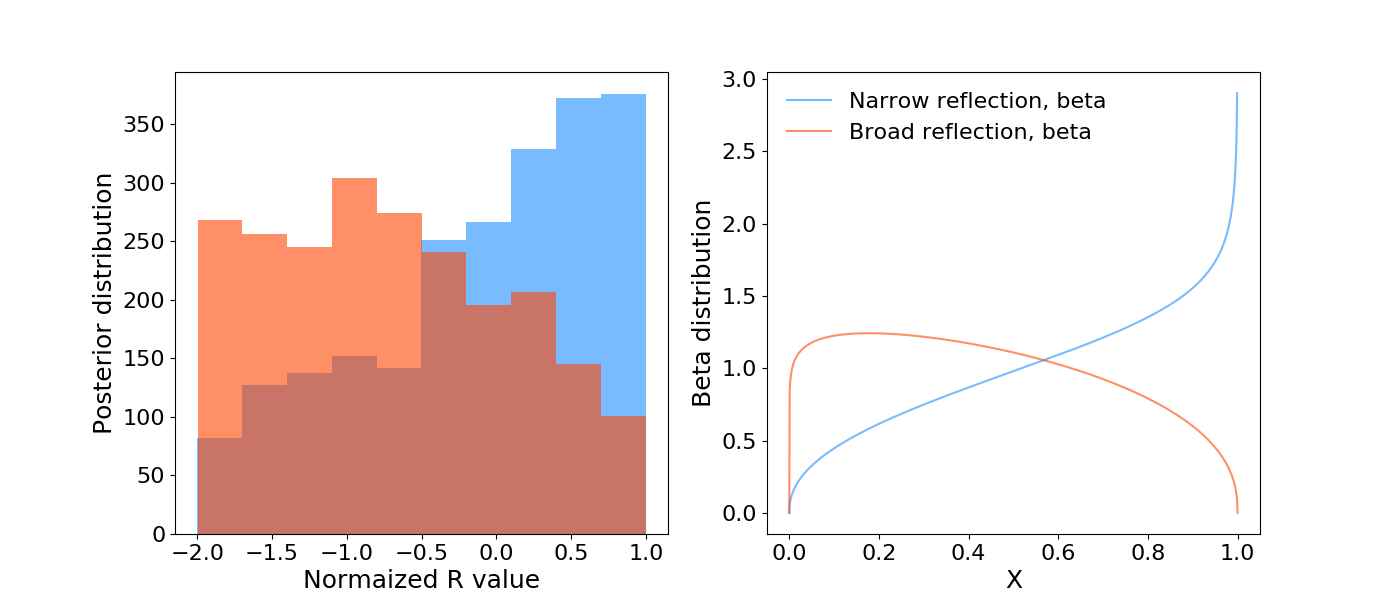 Posterior distribution
350
300
250
200
150
100
50
0
−2.0 −1.5 −1.0 −0.5 0.0 0.5 1.0
Normaized R value
Beta distribution
3.0
2.5
2.0
1.5
1.0
0.5
0.0
Narrow reflection, beta
Broad reflection, beta
0.0 0.2 0.4 0.6 0.8 1.0
X